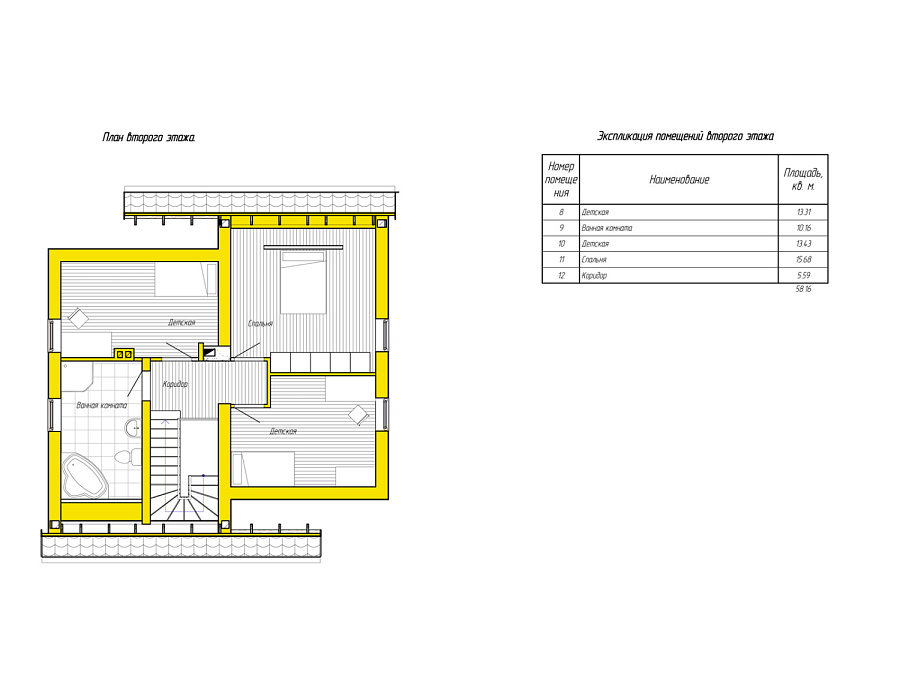 План второго этажа.
Экспликация помещений второго этажа
Номер
помеще
ния
Наименование
Площадь,
кв. м.
8 Детская 13.31
9 Ванная комната 10.16
10 Детская 13.43
11 Спальня 15.68
12 Коридор 5.59
58.16
Детская
Спальня
Коридор
Ванная комната
Детская